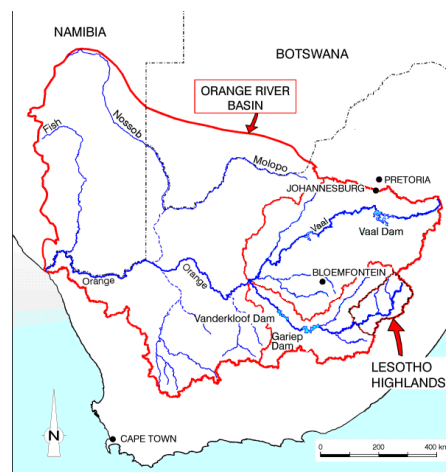 NAMIBIA
BOTSWANA
ORANGE RIVER
BASIN
Fish
Nossob
Molopo
PRETORIA
JOHANNESBURG
Vaal
Vaal Dam
BLOEMFONTEIN
Orange
Orange
Vanderkloof Dam
Gariep
Dam
LESOTHO
HIGHLANDS
N
CAPE TOWN
0 200 400 km